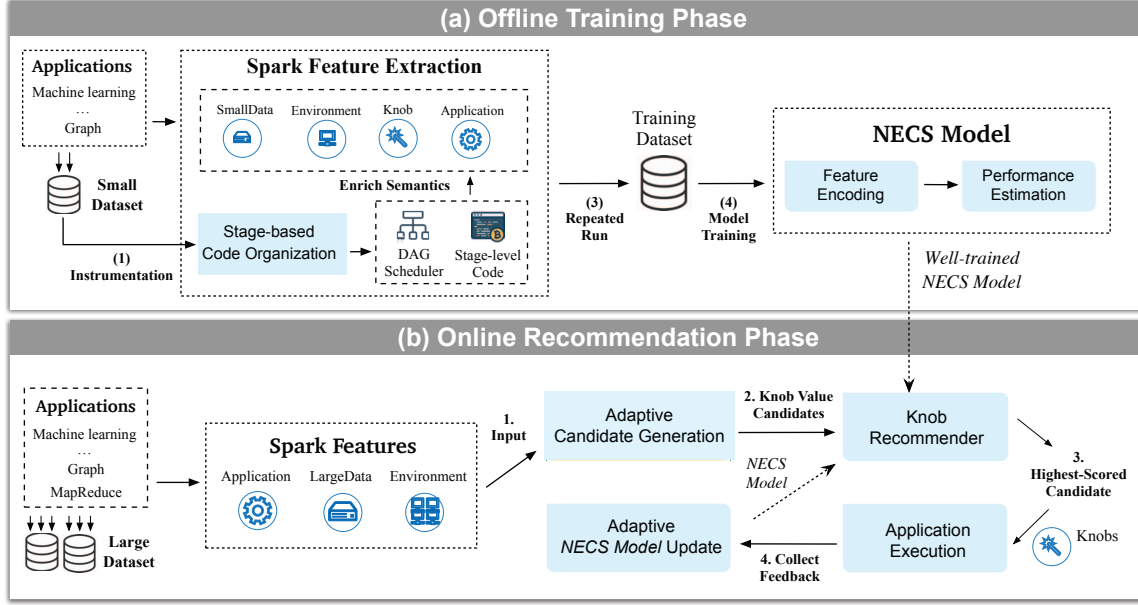 (a) Offline Training Phase
Applications
Machine learning
...
Graph
Small
Dataset
(1)
Instrumentation
Spark Feature Extraction
SmallData
Environment
Knob
Application
Enrich Semantics
Stage-based
Code Organization
DAG
Scheduler
Stage-level
Code
(3)
Repeated
Run
Training
Dataset
(4)
Model
Training
NECS Model
Feature
Encoding
Performance
Estimation
Well-trained
NECS Model
(b) Online Recommendation Phase
Applications
Machine learning
...
Graph
MapReduce
Large
Dataset
Spark Features
Application
LargeData
Environment
1.
Input
Adaptive
Candidate Generation
2. Knob Value
Candidates
Knob
Recommender
NECS
Model
3.
Highest-Scored
Candidate
Knobs
Application
Execution
4. Collect
Feedback
Adaptive
NECS Model Update